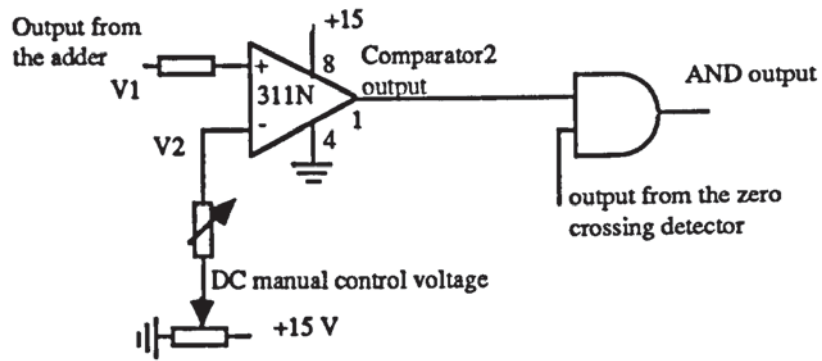 Output from
the adder
V1
+15
8
+
311N
-
Comparator2
output
1
4
V2
AND output
output from the zero
crossing detector
DC manual control voltage
+15 V